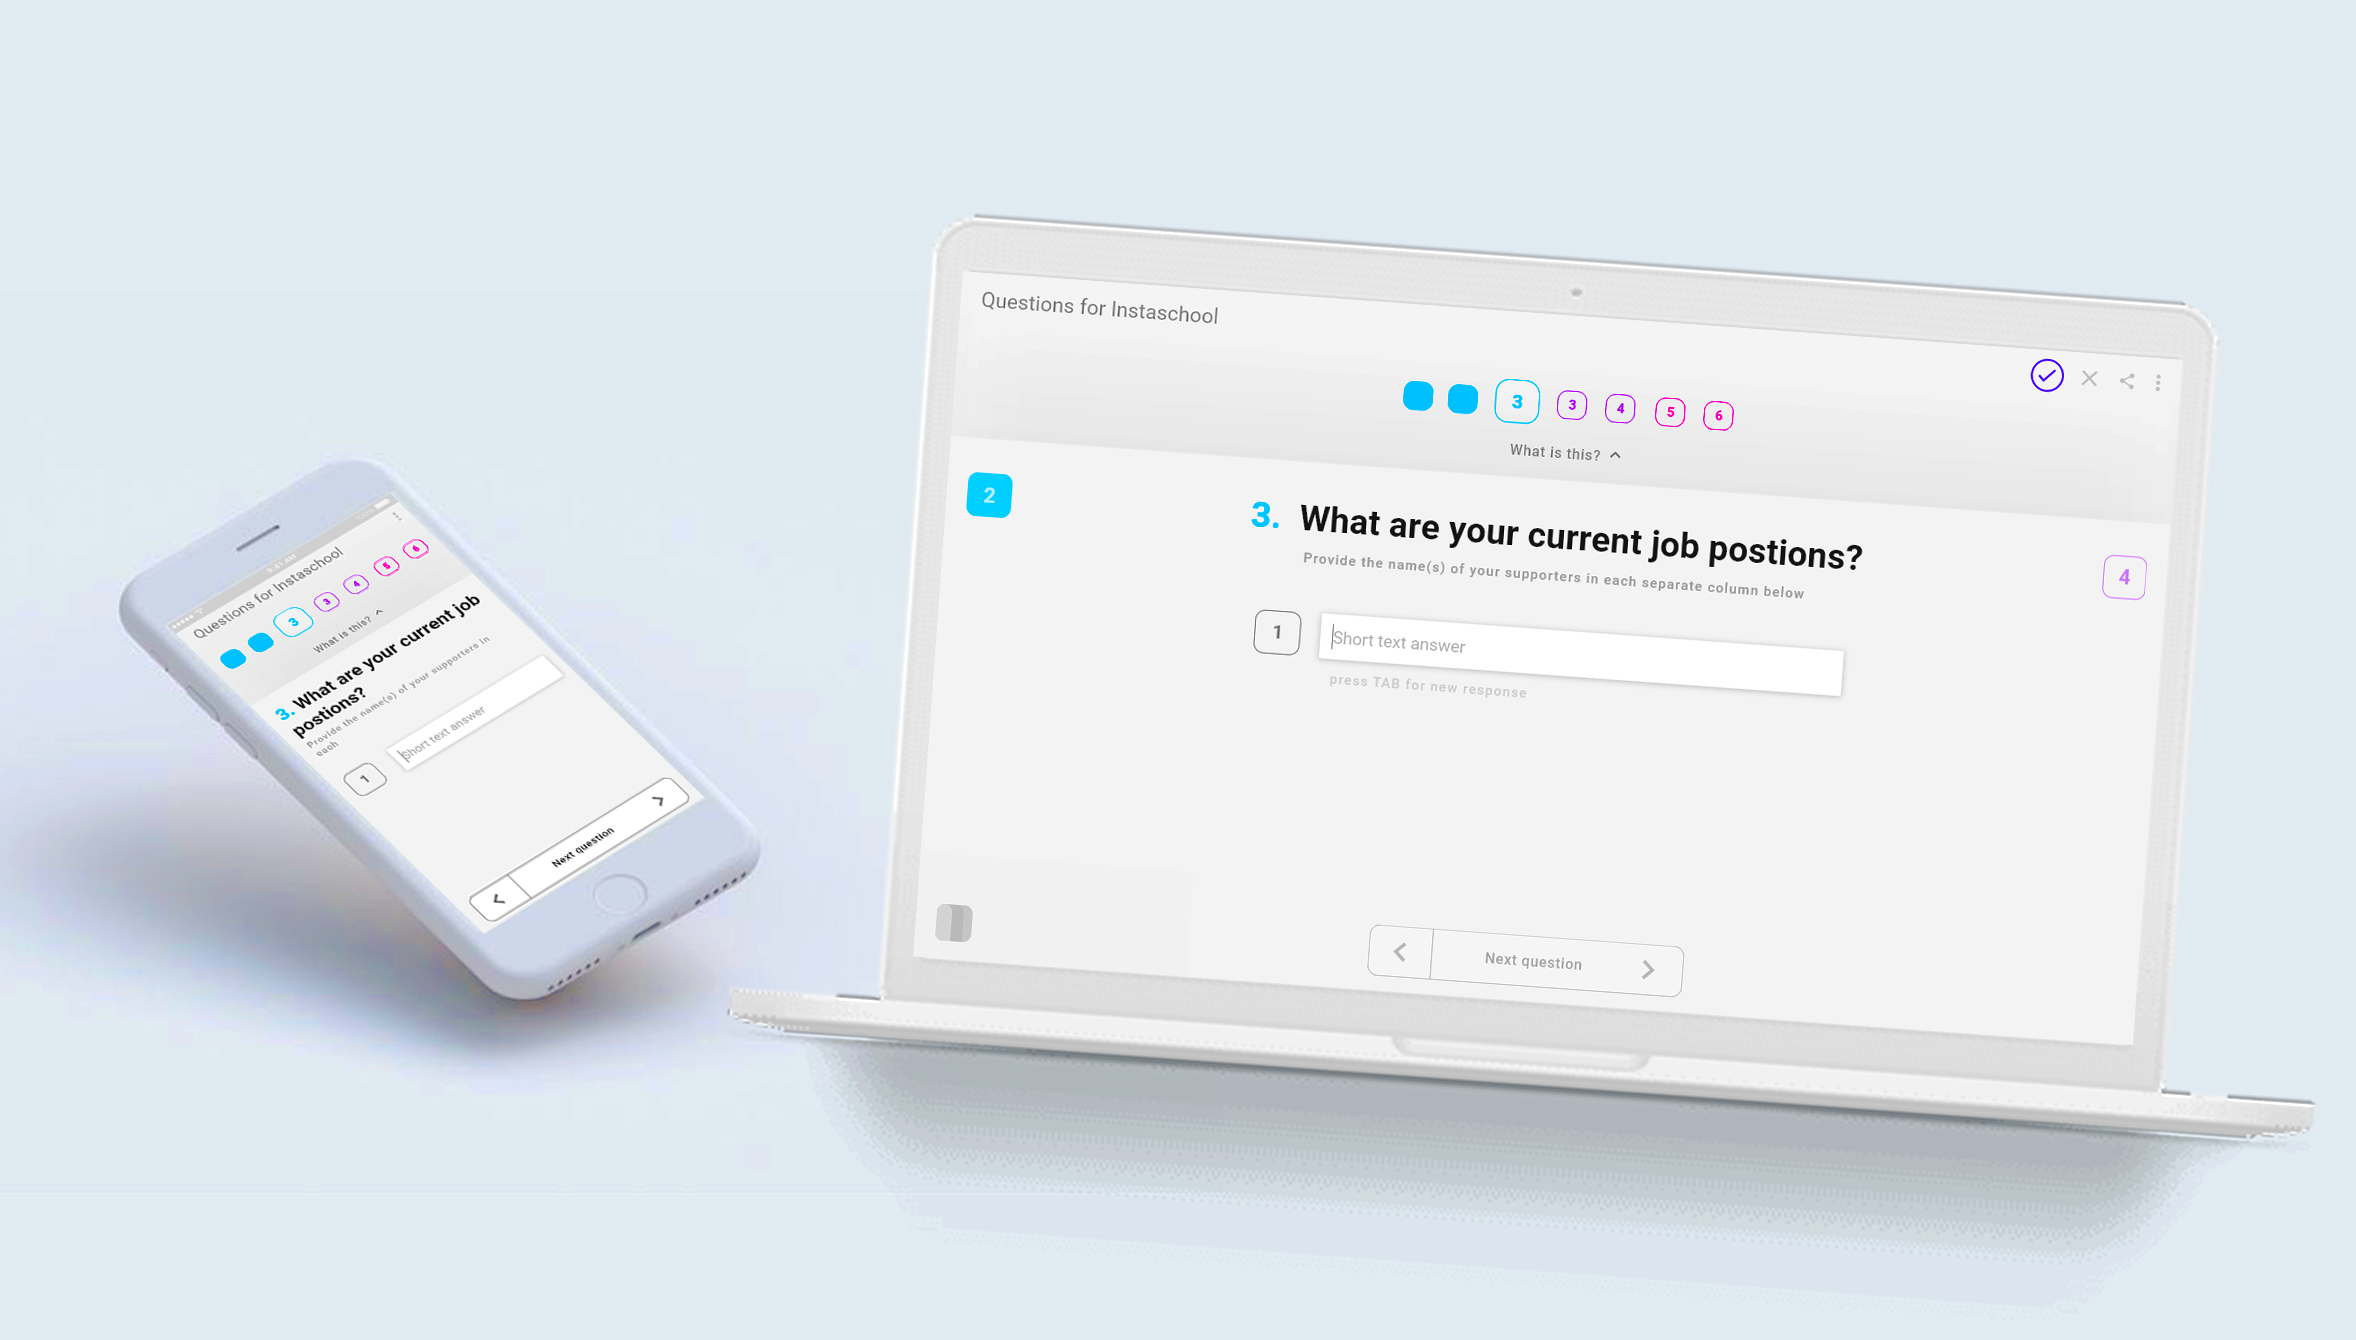 9:41 AM
Questions for Instaschool
3 3 4 5 6
What is this?
3. What are your current job
postions?
Provide the name(s) of your supporters in
each
1 Short text answer
Next question
Questions for Instaschool
3 3 4 5 6
What is this?
2
3. What are your current job postions?
Provide the name(s) of your supporters in each separate column below
4
1 Short text answer
press TAB for new response
Next question